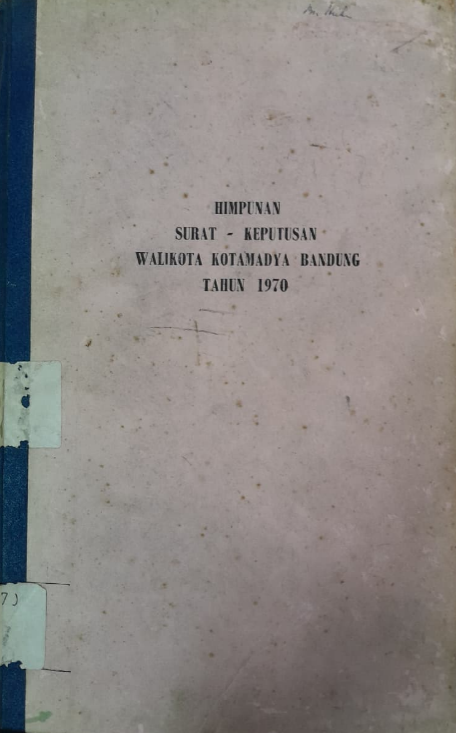 HIMPUNAN
SURAT - KEPUTUSAN
WALIKOTA KOTAMADYA BANDUNG
TAHUN 1970